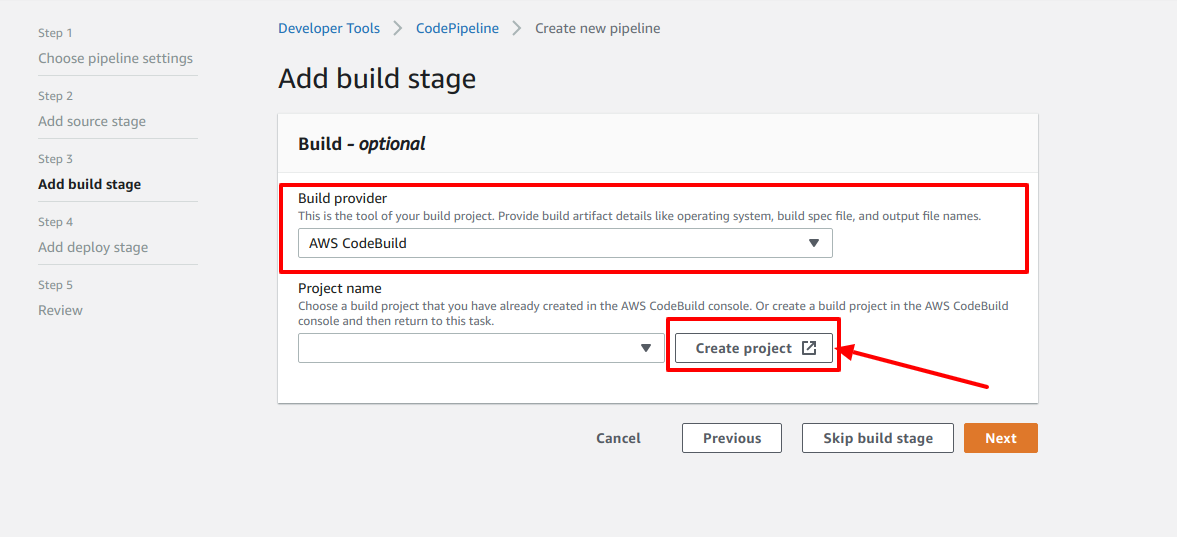 Step 1
Choose pipeline settings
Step 2
Add source stage
Step 3
Add build stage
Step 4
Add deploy stage
Step 5
Review
Developer Tools > CodePipeline > Create new pipeline
Add build stage
Build - optional
Build provider
This is the tool of your build project. Provide build artifact details like operating system, build spec file, and output file names.
AWS CodeBuild
Project name
Choose a build project that you have already created in the AWS CodeBuild console. Or create a build project in the AWS CodeBuild
console and then return to this task.
Create project
Cancel Previous Skip build stage Next